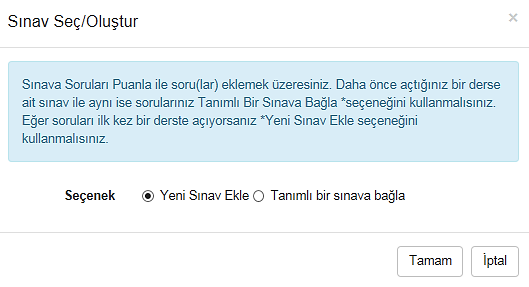 Sınav Seç/Oluştur ×
Sınava Soruları Puanla ile soru(lar) eklemek üzeresiniz. Daha önce açtığınız bir derse
ait sınav ile aynı ise sorularınız Tanımlı Bir Sınava Bağla *seçeneğini kullanmalısınız.
Eğer soruları ilk kez bir derste açıyorsanız *Yeni Sınav Ekle seçeneğini
kullanmalısınız.
Seçenek Yeni Sınav Ekle Tanımlı bir sınava bağla
Tamam İptal